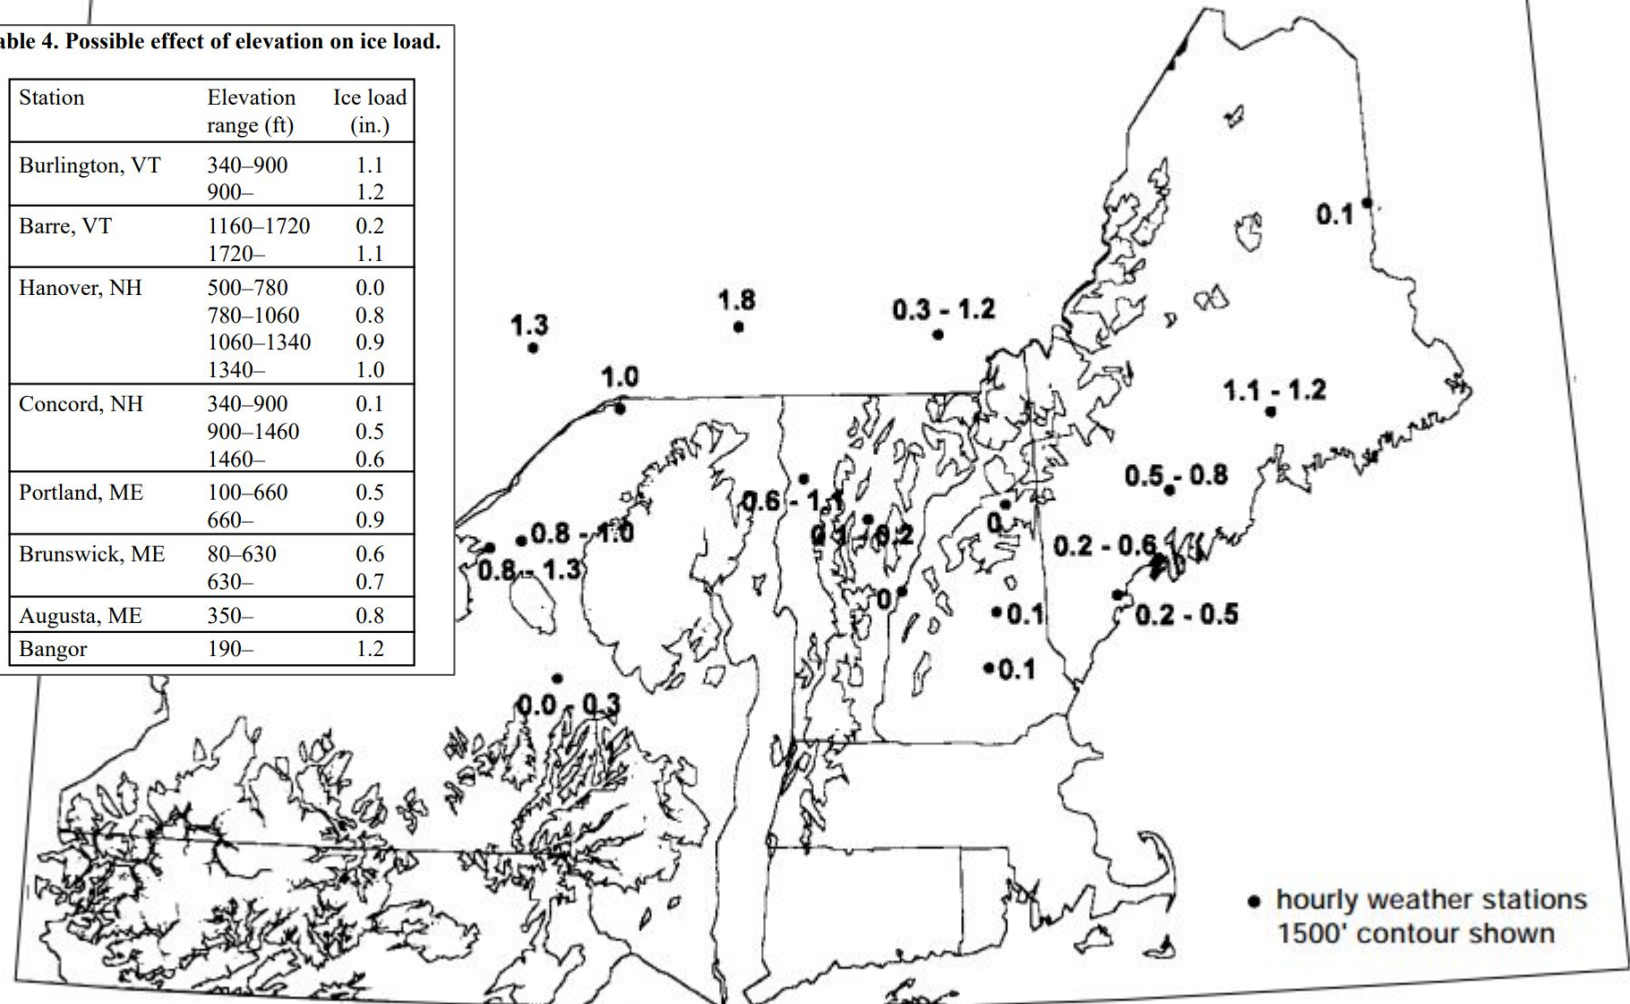 able 4. Possible effect of elevation on ice load.
Station Elevation range (ft) Ice load (in.)
Burlington, VT 340–900 1.1
900– 1.2
Barre, VT 1160–1720 0.2
1720– 1.1
Hanover, NH 500–780 0.0
780–1060 0.8
1060–1340 0.9
1340– 1.0
Concord, NH 340–900 0.1
900–1460 0.5
1460– 0.6
Portland, ME 100–660 0.5
660– 0.9
Brunswick, ME 80–630 0.6
630– 0.7
Augusta, ME 350– 0.8
Bangor 190– 1.2
0.1
1.8
0.3 - 1.2
1.3
1.0
1.1 - 1.2
0.5 - 0.8
0.6 - 1.1
0
0.8 - 1.0
0.1 - 0.2
0.2 - 0.6
0.8 - 1.3
0
0.1
0.2 - 0.5
0.1
0.0 - 0.3
hourly weather stations
1500' contour shown